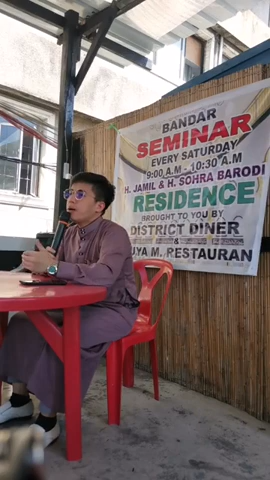 BANDAR
SEMINAR
EVERY SATURDAY
9:00 A.M - 10:30 A.M
H. JAMIL & H. SOHRA BARODI
RESIDENCE
BROUGHT TO YOU BY
DISTRICT DINER
&
UYA M. RESTAURAN